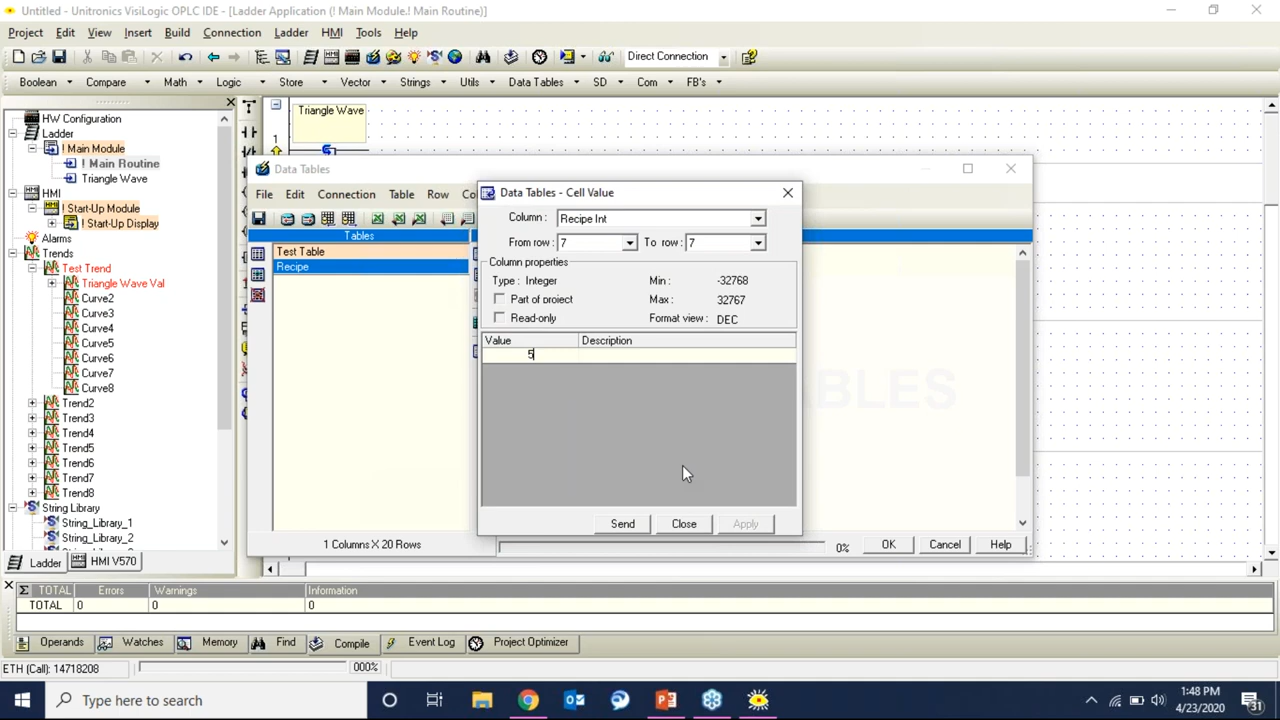 Untitled - Unitronics VisiLogic OPLC IDE - [Ladder Application (! Main Module.! Main Routine)]
Project Edit View Insert Build Connection Ladder HMI Tools Help
Direct Connection
Boolean Compare Math Logic Store Vector Strings Utils Data Tables SD Com FB's
HW Configuration
Ladder
! Main Module
! Main Routine
Triangle Wave
HMI
! Start-Up Module
! Start-Up Display
Alarms
Trends
Test Trend
Triangle Wave Val
Curve2
Curve3
Curve4
Curve5
Curve6
Curve7
Curve8
Trend2
Trend3
Trend4
Trend5
Trend6
Trend7
Trend8
String Library
String_Library_1
String_Library_2
Ladder HMI V570
Triangle Wave
1
Data Tables
File Edit Connection Table Row Co
Tables
Test Table
Recipe
1 Columns X 20 Rows
0%
OK Cancel Help
ABLES
Data Tables - Cell Value
Column : Recipe Int
From row : 7 To row : 7
Column properties
Type : Integer Min : -32768
Part of project Max : 32767
Read-only Format view : DEC
Value Description
5
Send Close Apply
Σ TOTAL Errors Warnings Information
TOTAL 0 0 0
Operands Watches Memory Find Compile Event Log Project Optimizer
ETH (Call): 14718208 000%
Type here to search
1:48 PM
4/23/2020
31